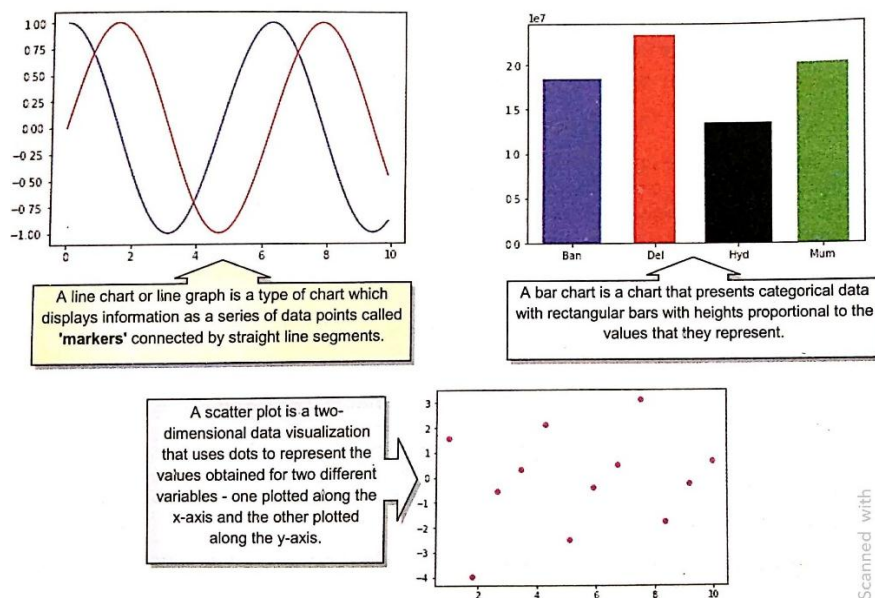 1.00
0.75
0.50
0.25
0.00
−0.25
−0.50
−0.75
−1.00
0 2 4 6 8 10
A line chart or line graph is a type of chart which
displays information as a series of data points called
'markers' connected by straight line segments.
1e7
2.0
1.5
1.0
0.5
0.0
Ban Del Hyd Mum
A bar chart is a chart that presents categorical data
with rectangular bars with heights proportional to the
values that they represent.
A scatter plot is a two-
dimensional data visualization
that uses dots to represent the
values obtained for two different
variables - one plotted along the
x-axis and the other plotted
along the y-axis.
3
2
1
0
−1
−2
−3
−4
2 4 6 8 10
Scanned with